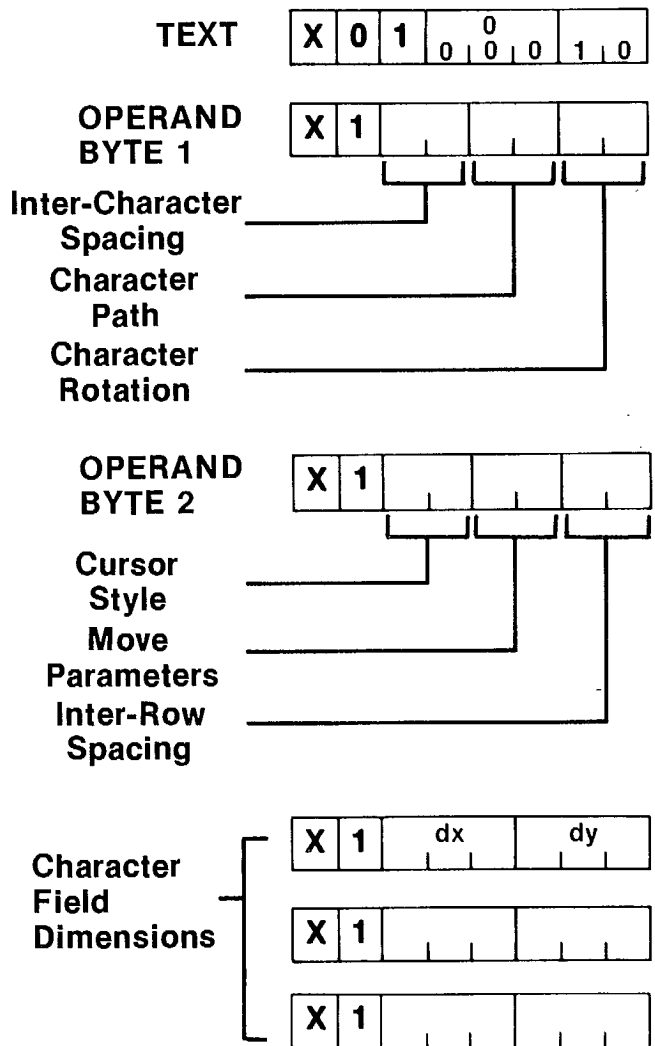 TEXT X 0 1 0
0 0 0 1 0
OPERAND
BYTE 1 X 1
Inter-Character
Spacing
Character
Path
Character
Rotation
OPERAND
BYTE 2 X 1
Cursor
Style
Move
Parameters
Inter-Row
Spacing
X 1 dx dy
Character
Field
Dimensions
X 1
X 1